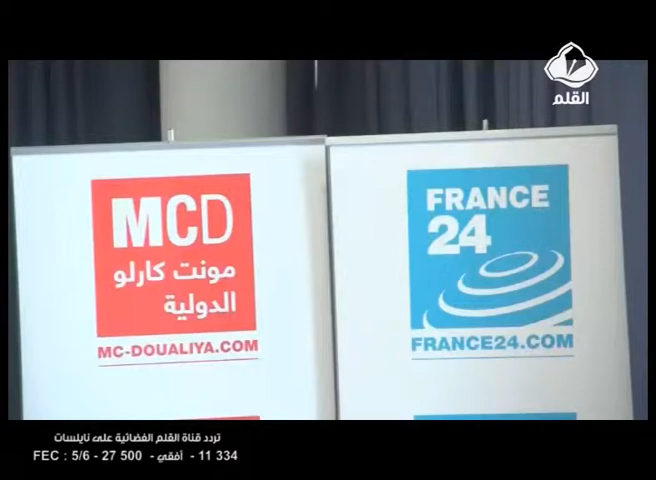 القلم
MCD
مونت كارلو
الدولية
MC-DOUALIYA.COM
FRANCE
24
FRANCE24.COM
تردد قناة القلم الفضائية على نايلسات
FEC : 5/6 - 27 500 - أفقي - 11 334